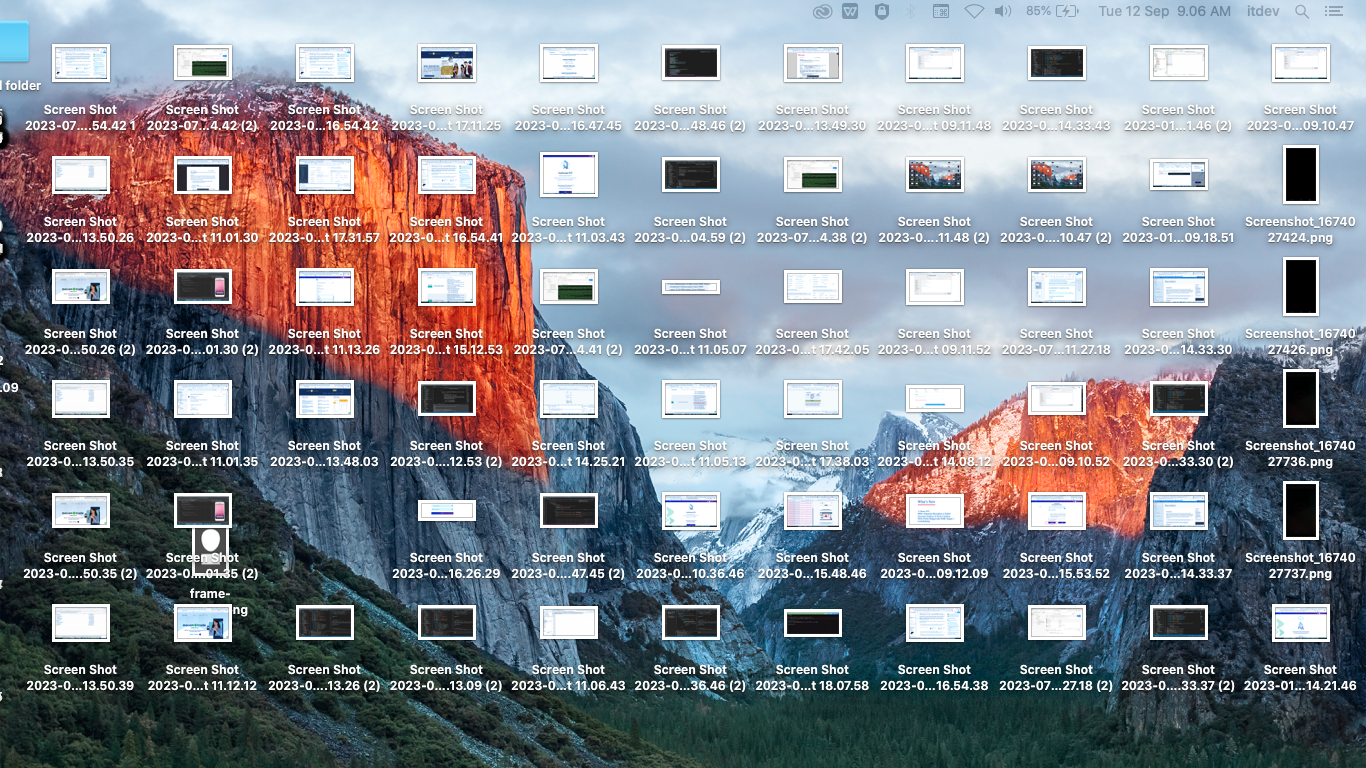 85%
Tue 12 Sep 9.06 AM
itdev
folder
Screen Shot
2023-07....54.42 1
Screen Shot
2023-07...4.42 (2)
Screen Shot
2023-0...16.54.42
Screen Shot
2023-0...t 17.11.25
Screen Shot
2023-0...16.47.45
Screen Shot
2023-0...48.46 (2)
Screen Shot
2023-0...13.49.30
Screen Shot
2023-0...t 09.11.48
Screen Shot
2023-0...14.33.43
Screen Shot
2023-01...1.46 (2)
Screen Shot
2023-0...09.10.47
Screen Shot
2023-0...13.50.26
Screen Shot
2023-0...t 11.01.30
Screen Shot
2023-0...t 17.31.57
Screen Shot
2023-0...t 16.54.41
Screen Shot
2023-0...t 11.03.43
Screen Shot
2023-0...04.59 (2)
Screen Shot
2023-07...4.38 (2)
Screen Shot
2023-0....11.48 (2)
Screen Shot
2023-0....10.47 (2)
Screen Shot
2023-01...09.18.51
Screenshot_16740
27424.png
Screen Shot
2023-0...50.26 (2)
Screen Shot
2023-0....01.30 (2)
Screen Shot
2023-0...t 11.13.26
Screen Shot
2023-0...t 15.12.53
Screen Shot
2023-07...4.41 (2)
Screen Shot
2023-0...t 11.05.07
Screen Shot
2023-0...t 17.42.05
Screen Shot
2023-0...t 09.11.52
Screen Shot
2023-07...11.27.18
Screen Shot
2023-0...14.33.30
Screenshot_16740
27426.png
.09
Screen Shot
2023-0...13.50.35
Screen Shot
2023-0...t 11.01.35
Screen Shot
2023-0...13.48.03
Screen Shot
2023-0....12.53 (2)
Screen Shot
2023-0...t 14.25.21
Screen Shot
2023-0...t 11.05.13
Screen Shot
2023-0...t 17.38.03
Screen Shot
2023-0...t 14.08.12
Screen Shot
2023-0...09.10.52
Screen Shot
2023-0...33.30 (2)
Screenshot_16740
27736.png
Screen Shot
2023-0....50.35 (2)
Screen Shot
2023-0....01.35 (2)
frame-
ng
Screen Shot
2023-0...16.26.29
Screen Shot
2023-0....47.45 (2)
Screen Shot
2023-0...10.36.46
Screen Shot
2023-0...15.48.46
Screen Shot
2023-0...09.12.09
Screen Shot
2023-0...15.53.52
Screen Shot
2023-0...14.33.37
Screenshot_16740
27737.png
Screen Shot
2023-0...13.50.39
Screen Shot
2023-0...t 11.12.12
Screen Shot
2023-0....13.26 (2)
Screen Shot
2023-0....13.09 (2)
Screen Shot
2023-0...t 11.06.43
Screen Shot
2023-0...36.46 (2)
Screen Shot
2023-0...t 18.07.58
Screen Shot
2023-0...16.54.38
Screen Shot
2023-07...27.18 (2)
Screen Shot
2023-0....33.37 (2)
Screen Shot
2023-01...14.21.46